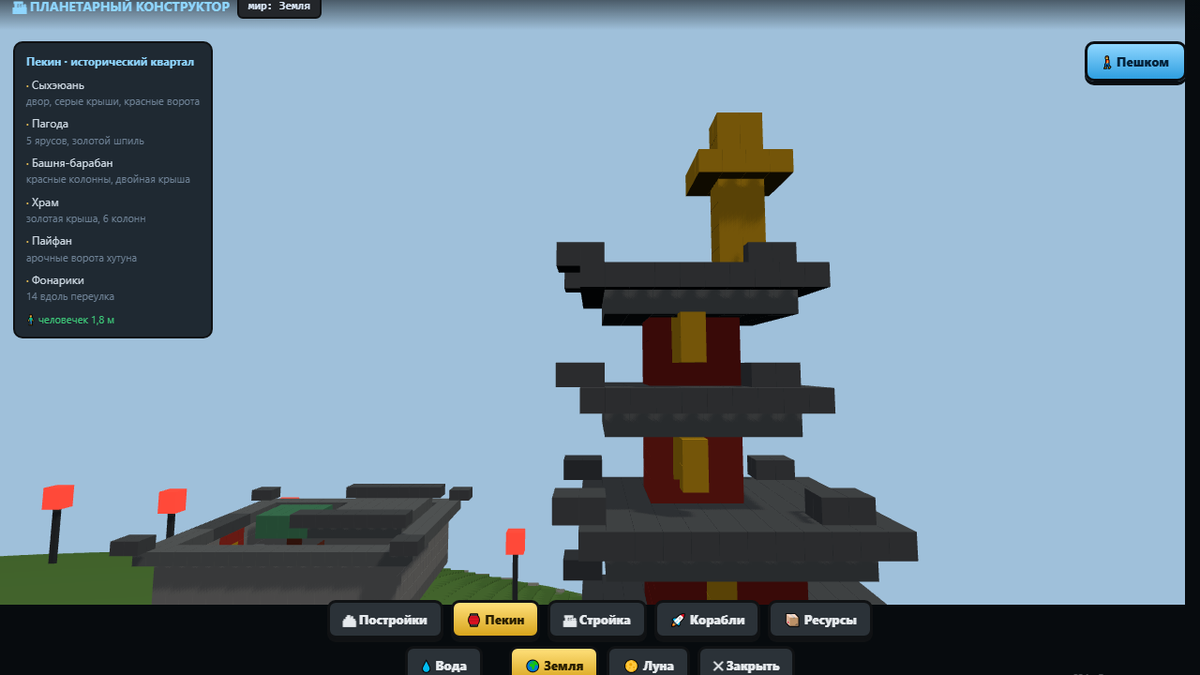 ПЛАНЕТАРНЫЙ КОНСТРУКТОР
мир: Земля
Пекин · исторический квартал
· Сыхэюань
двор, серые крыши, красные ворота
· Пагода
5 ярусов, золотой шпиль
· Башня-барабан
красные колонны, двойная крыша
· Храм
золотая крыша, 6 колонн
· Пайфан
арочные ворота хутуна
· Фонарики
14 вдоль переулка
человечек 1,8 м
Пешком
Постройки
Пекин
Стройка
Корабли
Ресурсы
Вода
Земля
Луна
Закрыть